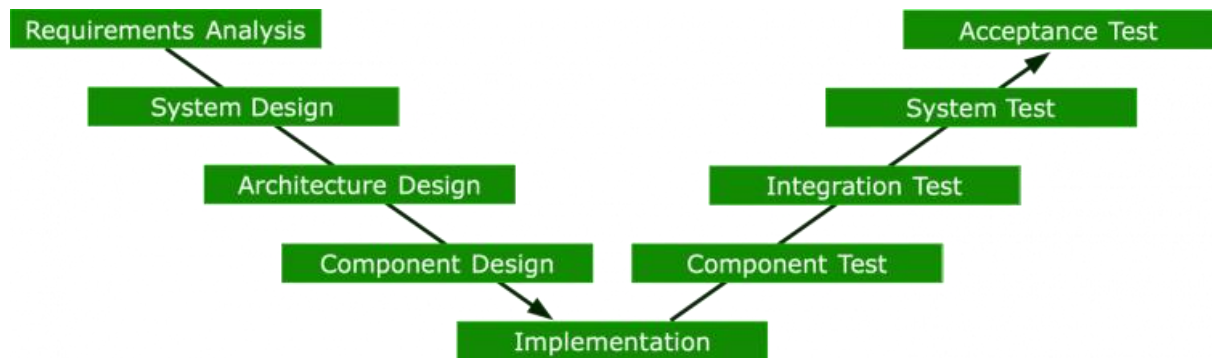 Requirements Analysis
Acceptance Test
System Design
System Test
Architecture Design
Integration Test
Component Design
Component Test
Implementation